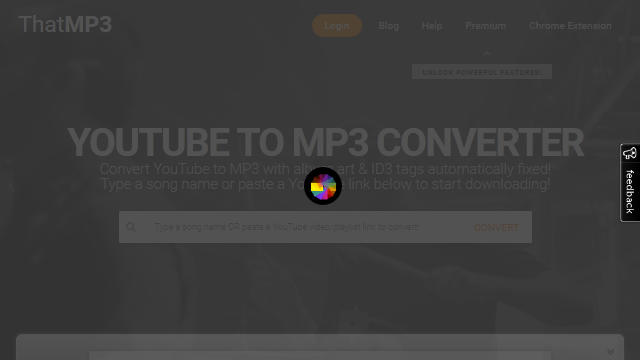 ThatMP3
Login
Blog
Help
Premium
Chrome Extension
UNLOCK POWERFUL FEATURES!
YOUTUBE TO MP3 CONVERTER
Convert YouTube to MP3 with al art & ID3 tags automatically fixed!
Type a song name or paste a Yo link below to start downloading!
Type a song name OR paste a YouTube video/playlist link to convert!
CONVERT
feedback